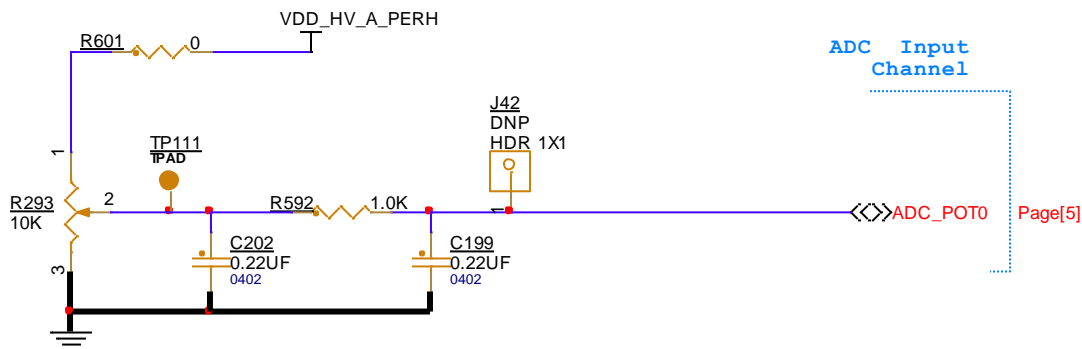 VDD_HV_A_PERH
R601
0
ADC Input
Channel
J42
DNP
HDR 1X1
1
TP111
TPAD
1
R293
10K
2
3
R592
1.0K
1
ADC_POT0
Page[5]
C202
0.22UF
0402
C199
0.22UF
0402